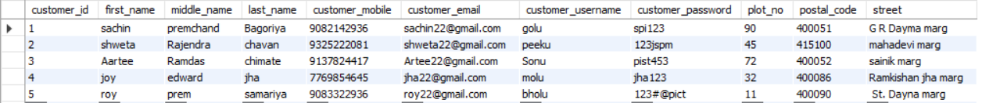 customer_id first_name middle_name last_name customer_mobile customer_email customer_username customer_password plot_no postal_code street
1 sachin premchand Bagoriya 9082142936 sachin22@gmail.com golu spi123 90 400051 G R Dayma marg
2 shweta Rajendra chavan 9325222081 shweta22@gmail.com peeku 123jspm 45 415100 mahadevi marg
3 Aartee Ramdas chimate 9137824417 Artee22@gmail.com Sonu pist453 72 400052 sainik marg
4 joy edward jha 7769854645 jha22@gmail.com molu jha123 32 400086 Ramkishan jha marg
5 roy prem samariya 9083322936 roy22@gmail.com bholu 123#@pict 11 400090 St. Dayna marg